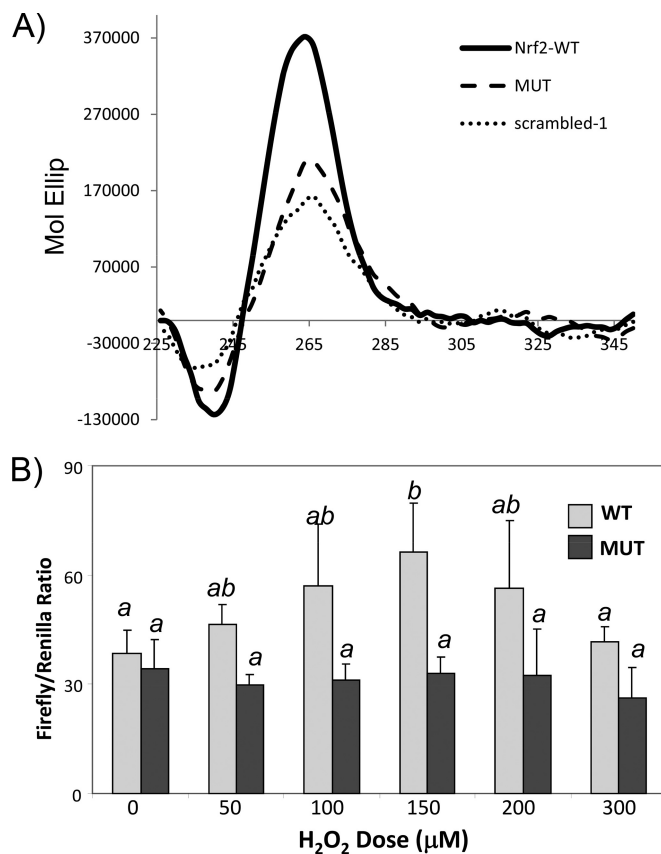 A)
Mol Ellip
370000
270000
170000
70000
-30000
-130000
225 245 265 285 305 325 345
Nrf2-WT
MUT
scrambled-1
B)
Firefly/Renilla Ratio
90
60
30
0
a a ab a ab a b a ab a a a
WT
MUT
0 50 100 150 200 300
H₂O₂ Dose (μM)